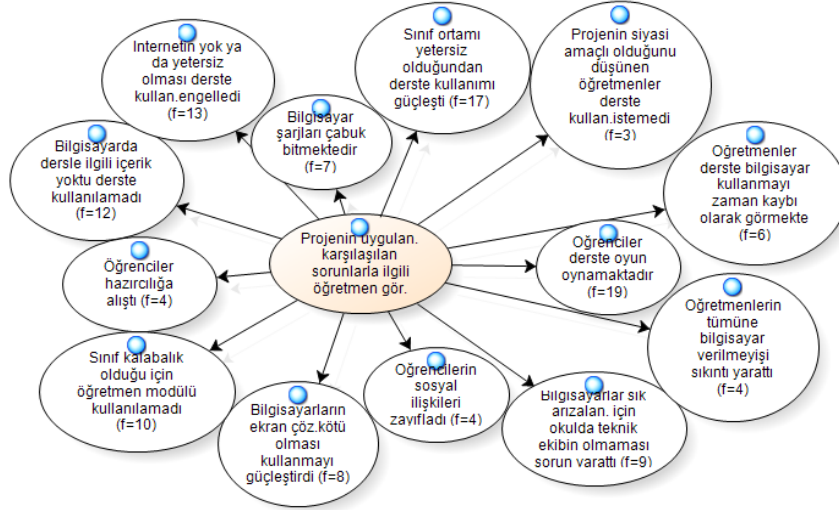 Internetin yok ya
da yetersiz
olması derste
kullan.engelledi
(f=13)
Sınıf ortamı
yetersiz
olduğundan
derste kullanımı
güçleşti (f=17)
Projenin siyasi
amaçlı olduğunu
düşünen
öğretmenler
derste
kullan.istemedi
(f=3)
Bilgisayar
şarjları çabuk
bitmektedir
(f=7)
Bilgisayarda
dersle ilgili içerik
yoktu derste
kullanılamadı
(f=12)
Öğretmenler
derste bilgisayar
kullanmayı
zaman kaybı
olarak görmekte
(f=6)
Projenin uygulan.
karşılaşılan
sorunlarla ilgili
öğretmen gör.
Öğrenciler
derste oyun
oynamaktadır
(f=19)
Öğrenciler
hazırcılığa
alıştı (f=4)
Öğretmenlerin
tümüne
bilgisayar
verilmeyişi
sıkıntı yarattı
(f=4)
Sınıf kalabalık
olduğu için
öğretmen modülü
kullanılamadı
(f=10)
Bilgisayarların
ekran çöz.kötü
olması
kullanmayı
güçleştirdi (f=8)
Öğrencilerin
sosyal
ilişkileri
zayıfladı (f=4)
Bilgisayarlar sık
arızalan. için
okulda teknik
ekibin olmaması
sorun yarattı (f=9)